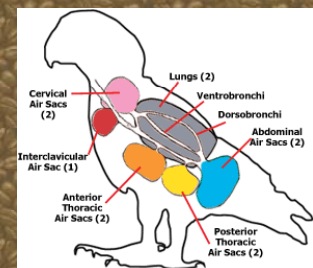 Cervical
Air Sacs
(2)
Lungs (2)
Ventrobronchi
Dorsobronchi
Abdominal
Air Sacs (2)
Interclavicular
Air Sac (1)
Anterior
Thoracic
Air Sacs (2)
Posterior
Thoracic
Air Sacs (2)